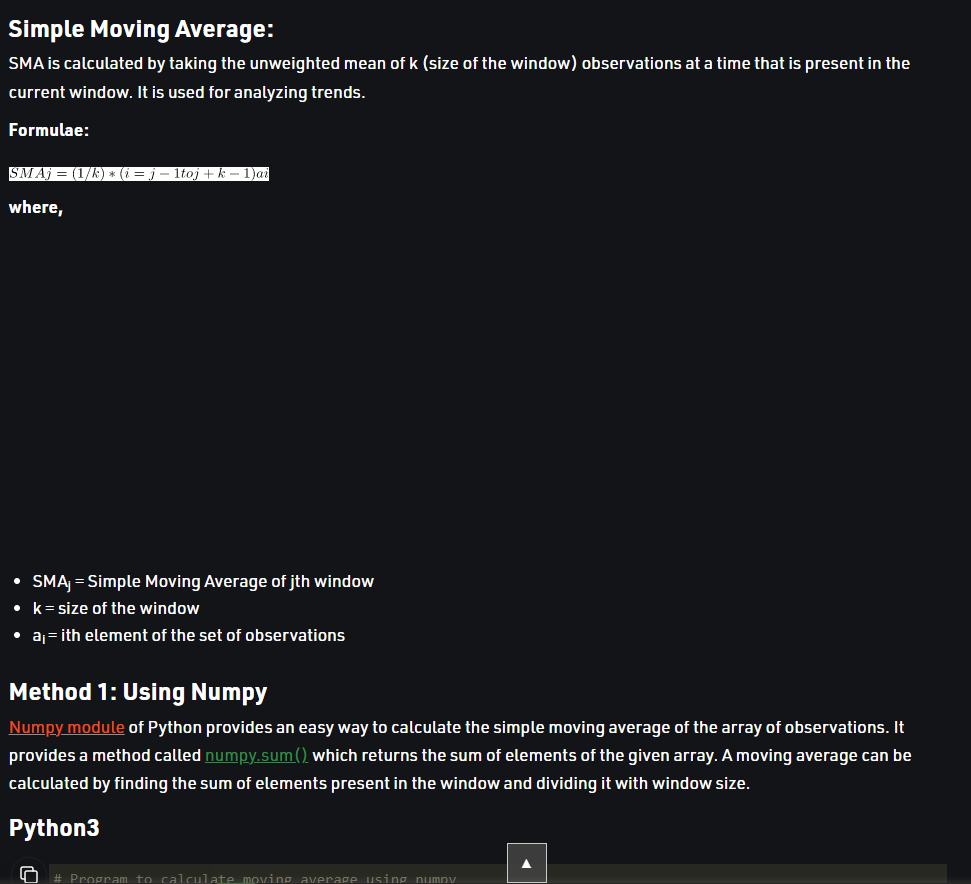 Simple Moving Average:
SMA is calculated by taking the unweighted mean of k (size of the window) observations at a time that is present in the
current window. It is used for analyzing trends.
Formulae:
SMAj = (1/k) ∗ (i = j − 1toj + k − 1)ai
where,
• SMAj = Simple Moving Average of jth window
• k = size of the window
• ai = ith element of the set of observations
Method 1: Using Numpy
Numpy module of Python provides an easy way to calculate the simple moving average of the array of observations. It
provides a method called numpy.sum() which returns the sum of elements of the given array. A moving average can be
calculated by finding the sum of elements present in the window and dividing it with window size.
Python3
# Program to calculate moving average using numpy